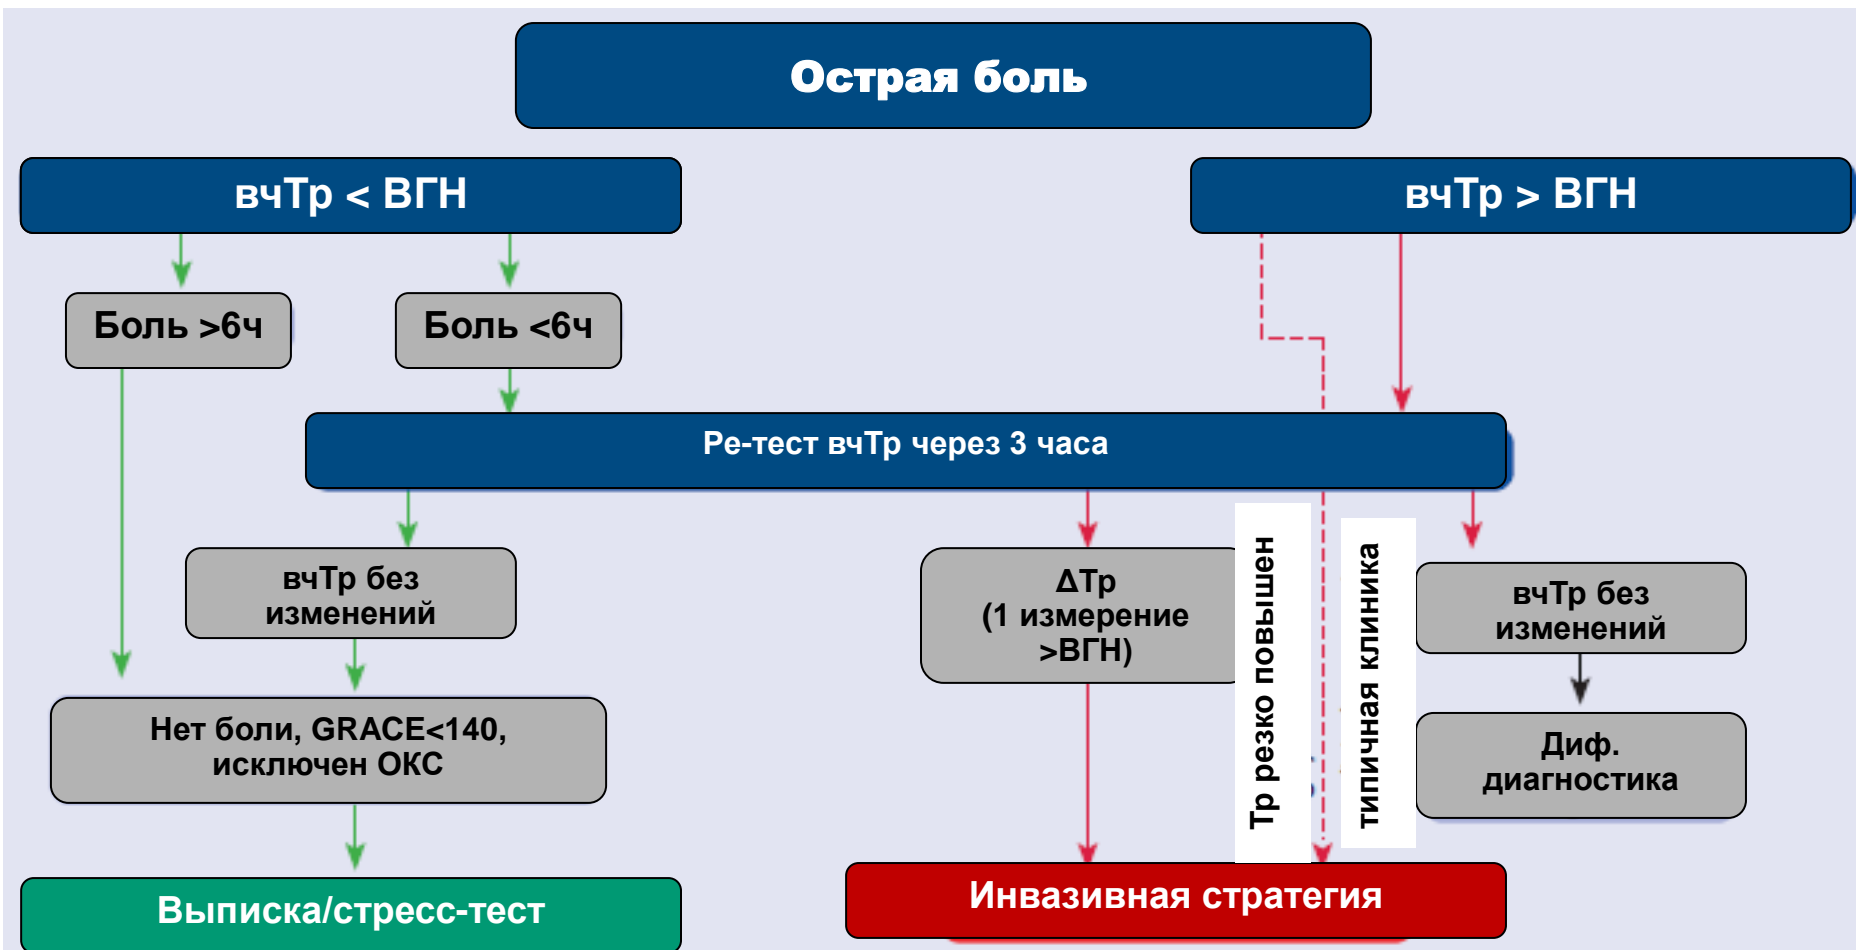 Острая боль
вчТр < ВГН
вчТр > ВГН
Боль >6ч
Боль <6ч
Ре-тест вчТр через 3 часа
вчТр без
изменений
ΔТр
(1 измерение
>ВГН)
Тр резко повышен
типичная клиника
вчТр без
изменений
Нет боли, GRACE<140,
исключен ОКС
Диф.
диагностика
Выписка/стресс-тест
Инвазивная стратегия